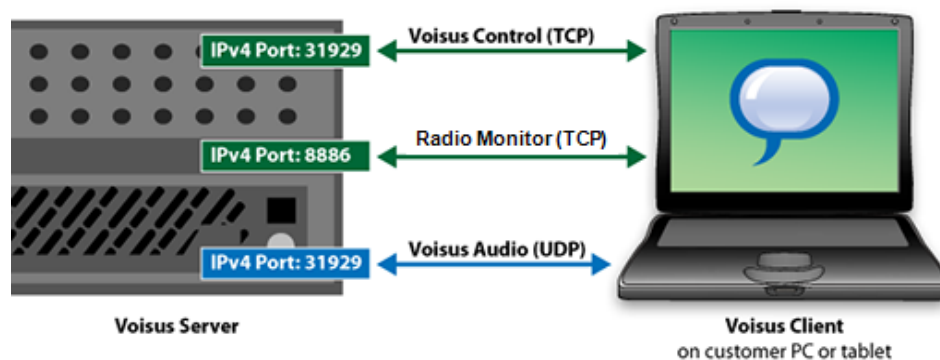 IPv4 Port: 31929
Voisus Control (TCP)
IPv4 Port: 8886
Radio Monitor (TCP)
IPv4 Port: 31929
Voisus Audio (UDP)
Voisus Server
Voisus Client
on customer PC or tablet